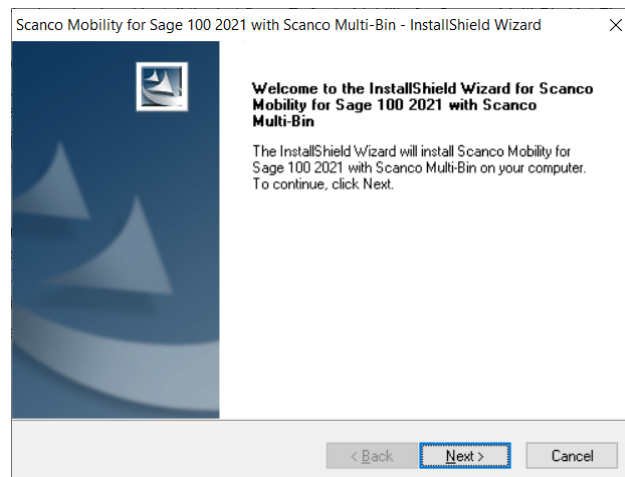 Scanco Mobility for Sage 100 2021 with Scanco Multi-Bin - InstallShield Wizard
Welcome to the InstallShield Wizard for Scanco
Mobility for Sage 100 2021 with Scanco
Multi-Bin
The InstallShield Wizard will install Scanco Mobility for
Sage 100 2021 with Scanco Multi-Bin on your computer.
To continue, click Next.
< Back Next > Cancel